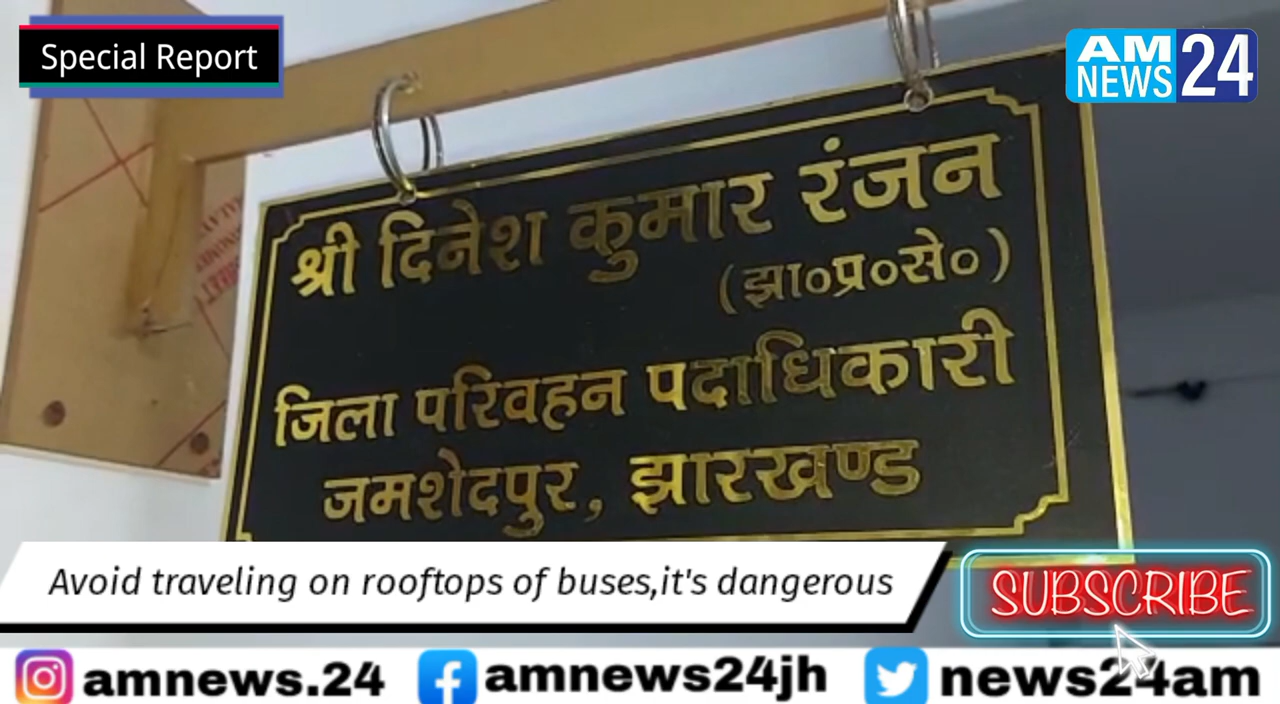 Special Report
AM
NEWS 24
श्री दिनेश कुमार रंजन
(झा०प्र०से०)
जिला परिवहन पदाधिकारी
जमशेदपुर, झारखण्ड
Avoid traveling on rooftops of buses,it's dangerous
SUBSCRIBE
amnews.24 amnews24jh news24am